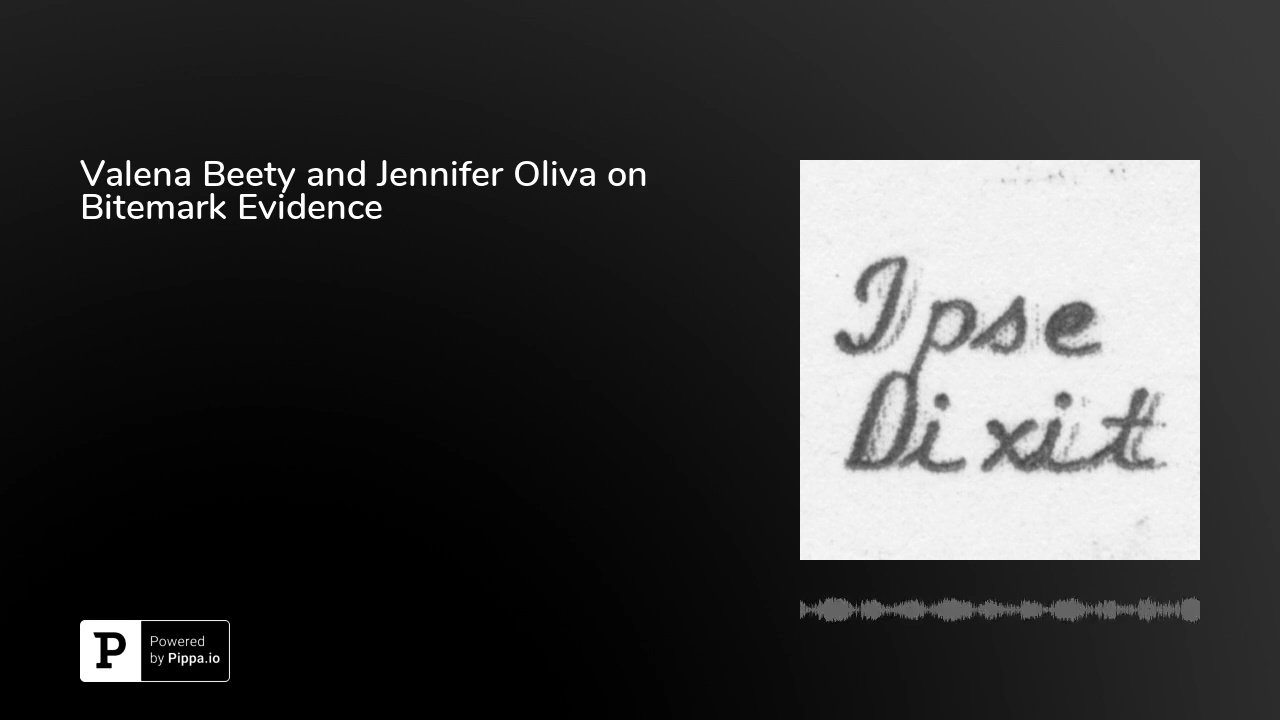 Valena Beety and Jennifer Oliva on
Bitemark Evidence
Ipse
Dixit
P
Powered
by Pippa.io